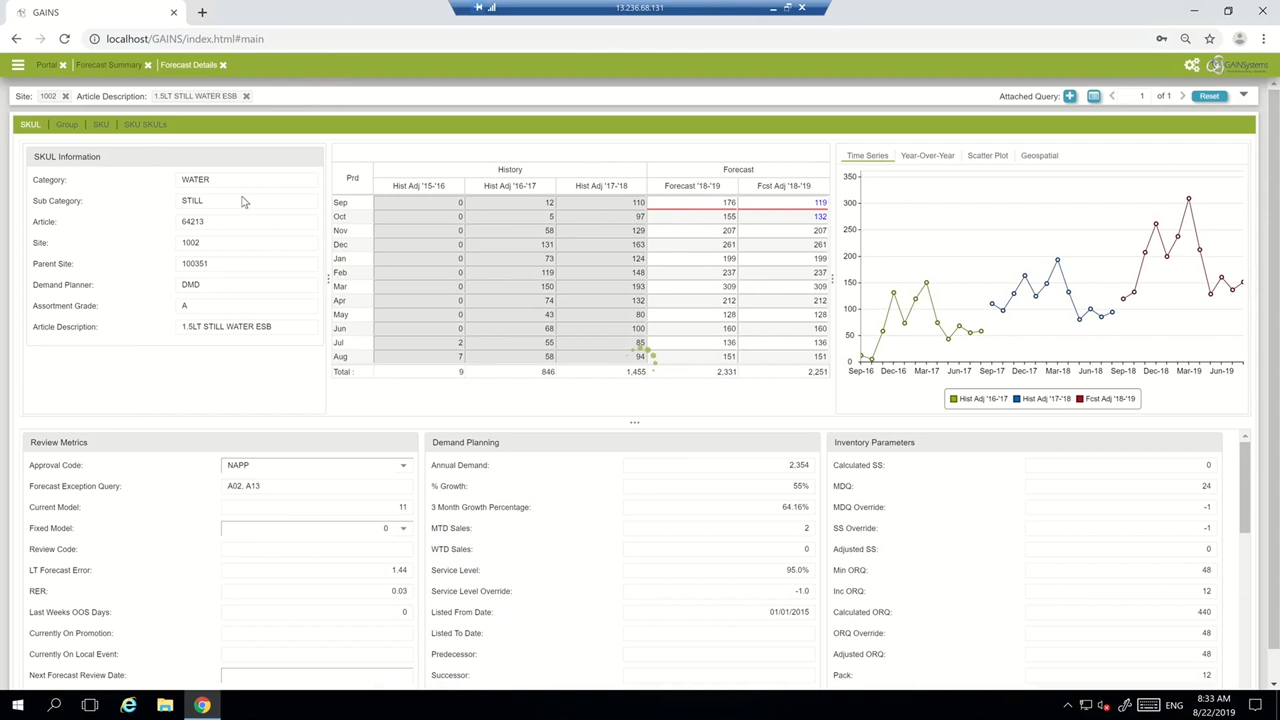 GAINS
13.236.68.131
localhost/GAINS/index.html#main
Portal Forecast Summary Forecast Details GAINSystems
Site: 1002 Article Description: 1.5LT STILL WATER ESB Attached Query: 1 of 1 Reset
SKUL Group SKU SKU SKULs
SKUL Information
Category: WATER
Sub Category: STILL
Article: 64213
Site: 1002
Parent Site: 100351
Demand Planner: DMD
Assortment Grade: A
Article Description: 1.5LT STILL WATER ESB
History Forecast
Prd Hist Adj '15-'16 Hist Adj '16-'17 Hist Adj '17-'18 Forecast '18-'19 Fcst Adj '18-'19
Sep 0 12 110 176 119
Oct 0 5 97 155 132
Nov 0 58 129 207 207
Dec 0 131 163 261 261
Jan 0 73 124 199 199
Feb 0 119 148 237 237
Mar 0 150 193 309 309
Apr 0 74 132 212 212
May 0 43 80 128 128
Jun 0 68 100 160 160
Jul 2 55 85 136 136
Aug 7 58 94 151 151
Total : 9 846 1,455 2,331 2,251
Time Series Year-Over-Year Scatter Plot Geospatial
350
300
250
200
150
100
50
0
Sep-16 Dec-16 Mar-17 Jun-17 Sep-17 Dec-17 Mar-18 Jun-18 Sep-18 Dec-18 Mar-19 Jun-19
Hist Adj '16-'17 Hist Adj '17-'18 Fcst Adj '18-'19
Review Metrics
Approval Code: NAPP
Forecast Exception Query: A02, A13
Current Model: 11
Fixed Model: 0
Review Code:
LT Forecast Error: 1.44
RER: 0.03
Last Weeks OOS Days: 0
Currently On Promotion:
Currently On Local Event:
Next Forecast Review Date:
Demand Planning
Annual Demand: 2,354
% Growth: 55%
3 Month Growth Percentage: 64.16%
MTD Sales: 2
WTD Sales: 0
Service Level: 95.0%
Service Level Override: -1.0
Listed From Date: 01/01/2015
Listed To Date:
Predecessor:
Successor:
Inventory Parameters
Calculated SS: 0
MDQ: 24
MDQ Override: -1
SS Override: -1
Adjusted SS: 0
Min ORQ: 48
Inc ORQ: 12
Calculated ORQ: 440
ORQ Override: 48
Adjusted ORQ: 48
Pack: 12
ENG 8:33 AM
8/22/2019